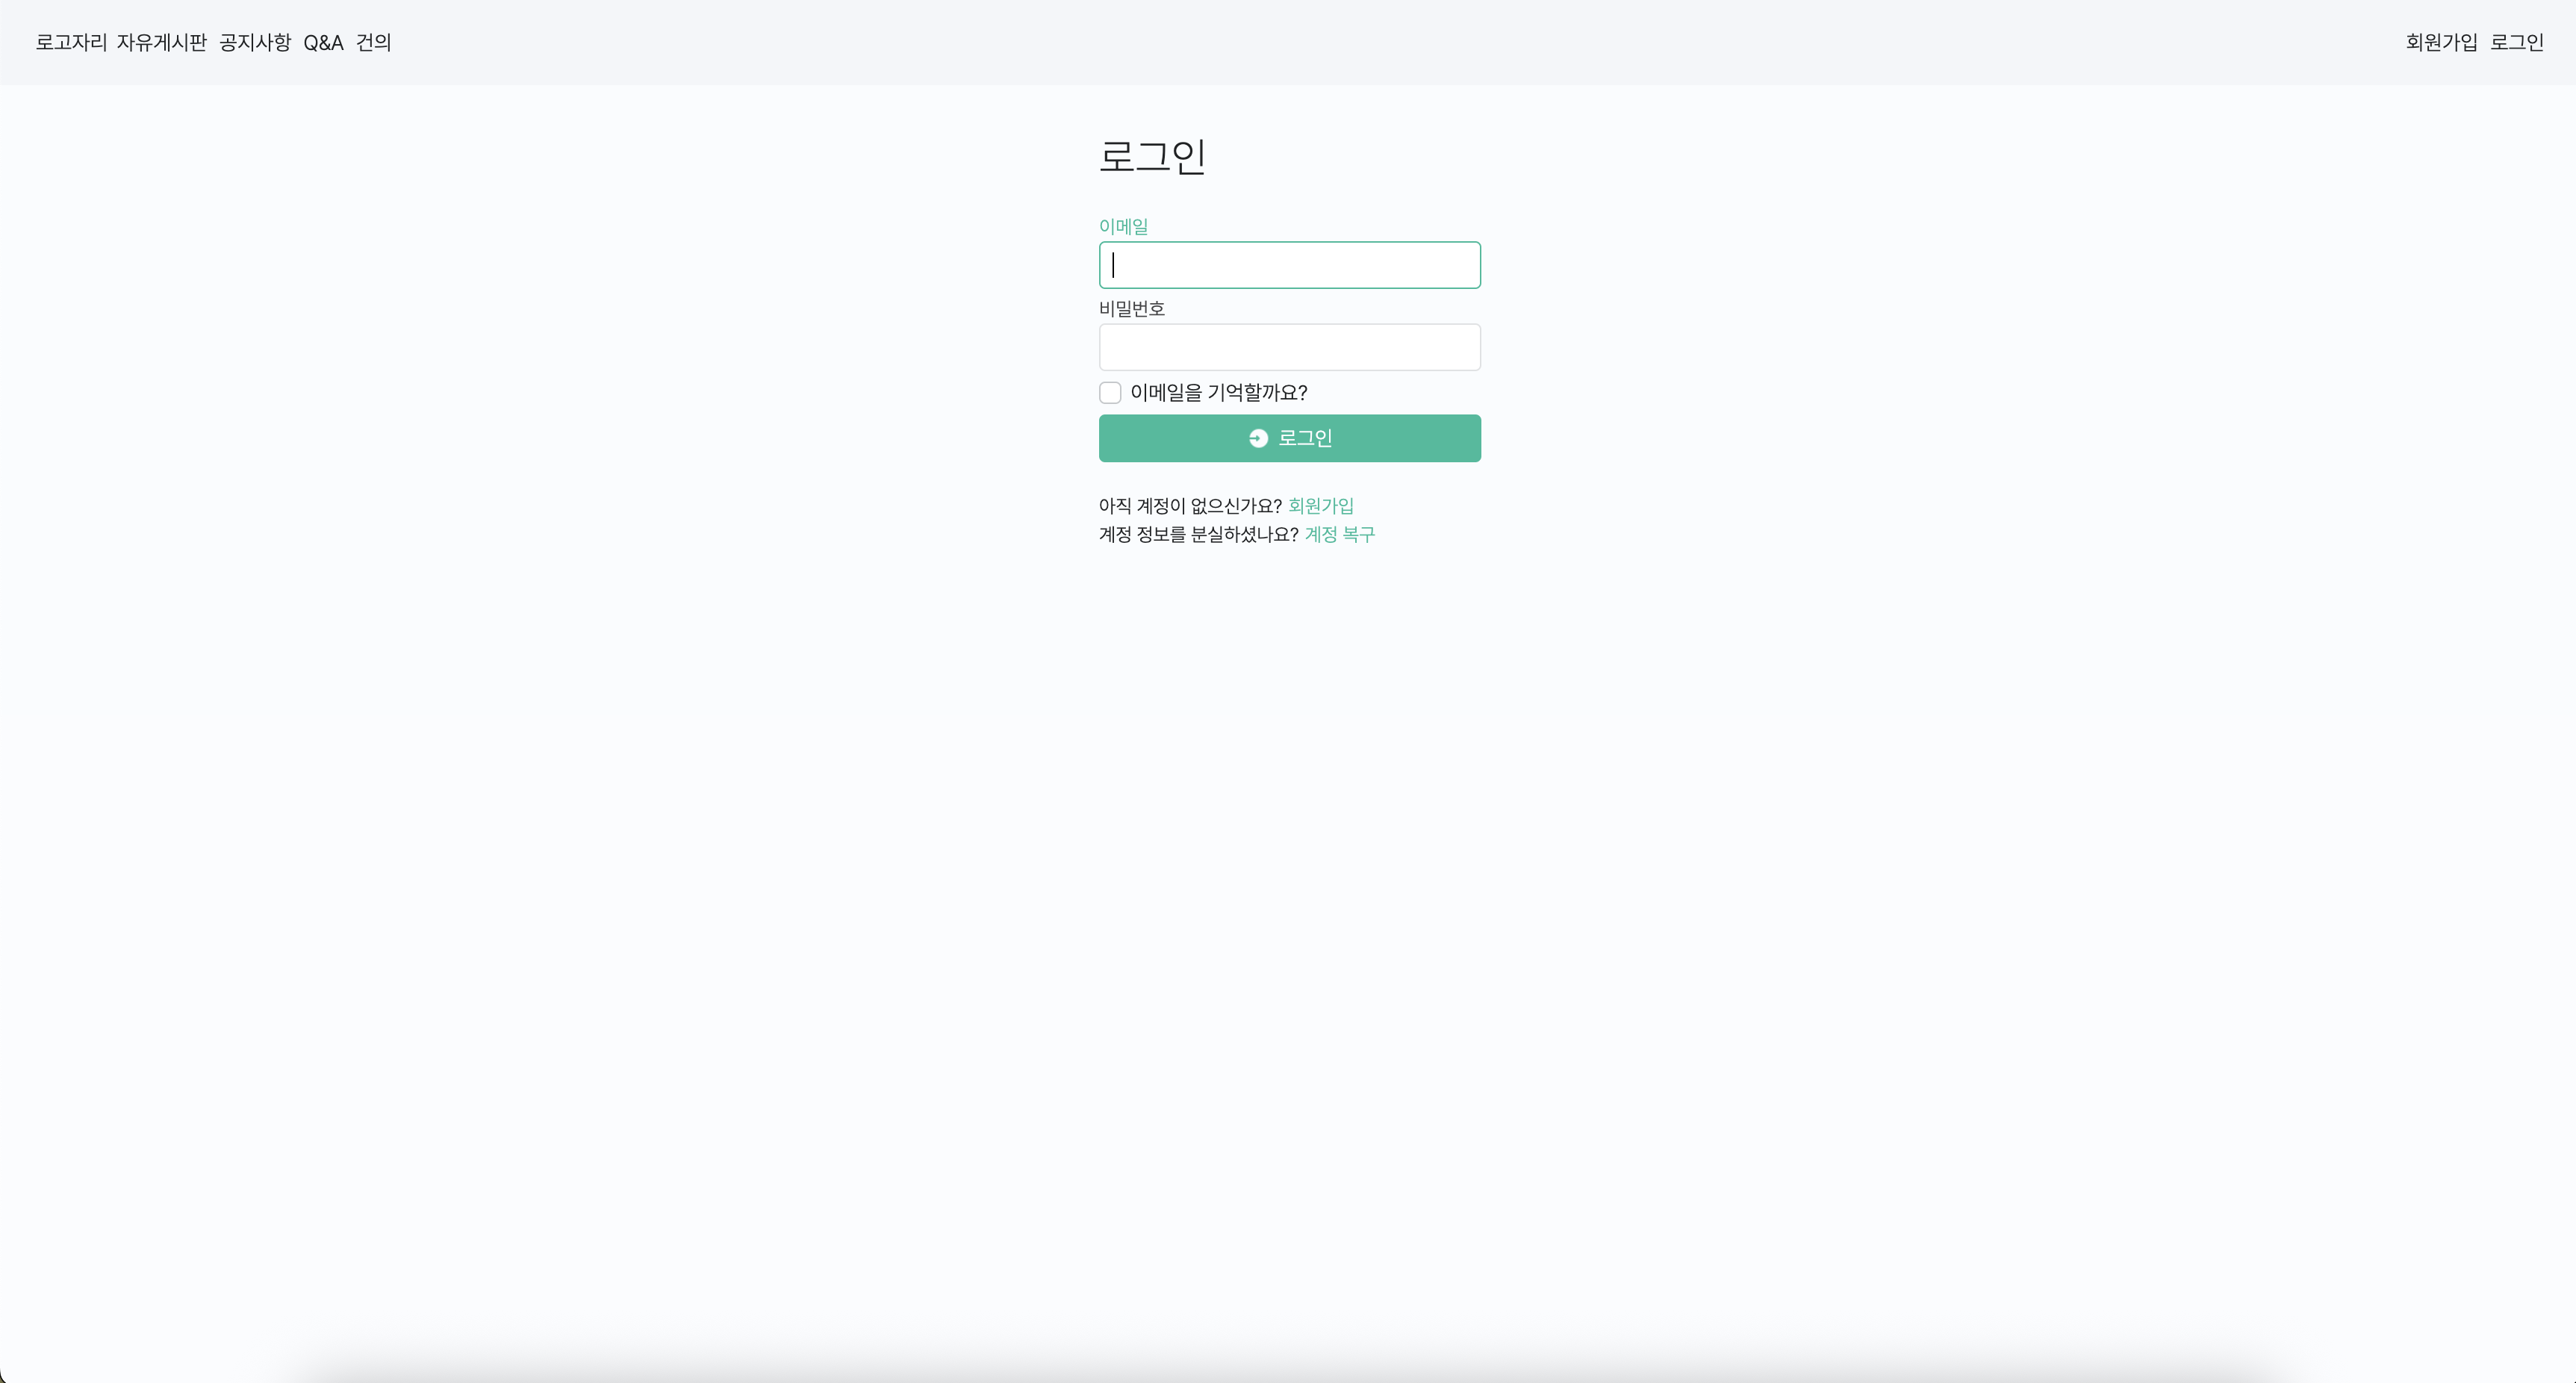 로고자리 자유게시판 공지사항 Q&A 건의 회원가입 로그인
로그인
이메일
비밀번호
이메일을 기억할까요?
로그인
아직 계정이 없으신가요? 회원가입
계정 정보를 분실하셨나요? 계정 복구